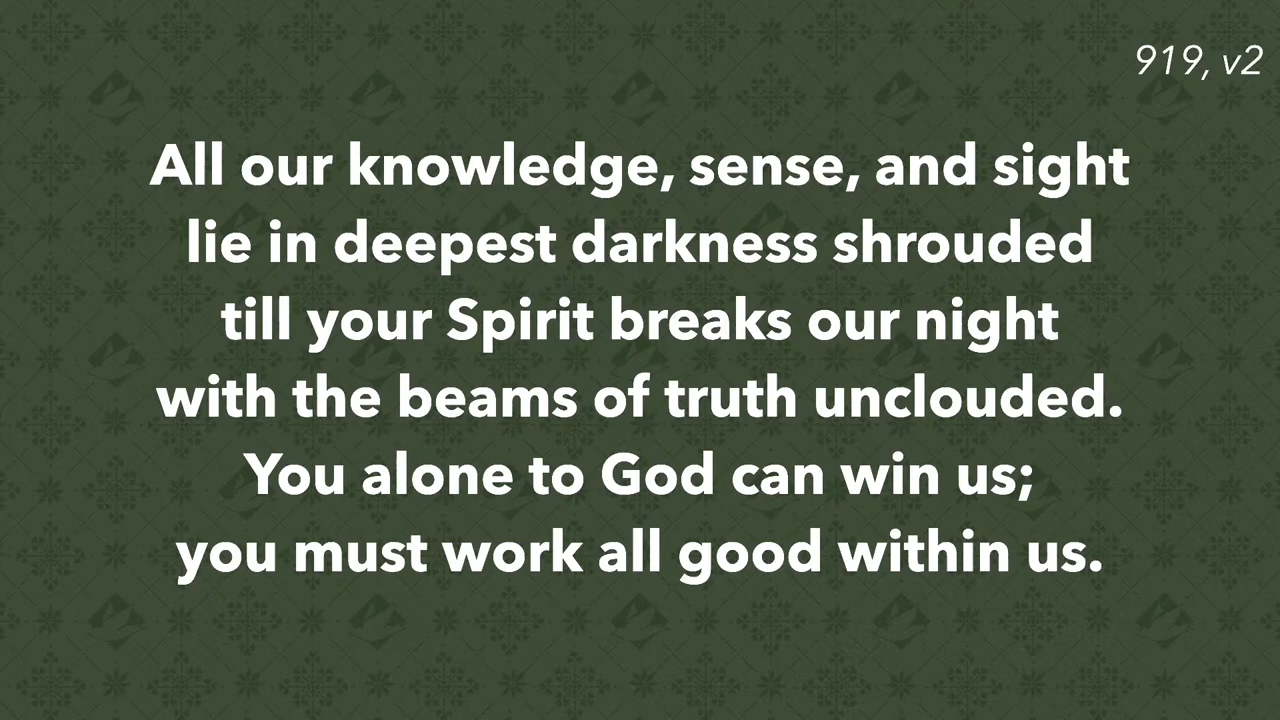 919, v2
All our knowledge, sense, and sight
lie in deepest darkness shrouded
till your Spirit breaks our night
with the beams of truth unclouded.
You alone to God can win us;
you must work all good within us.